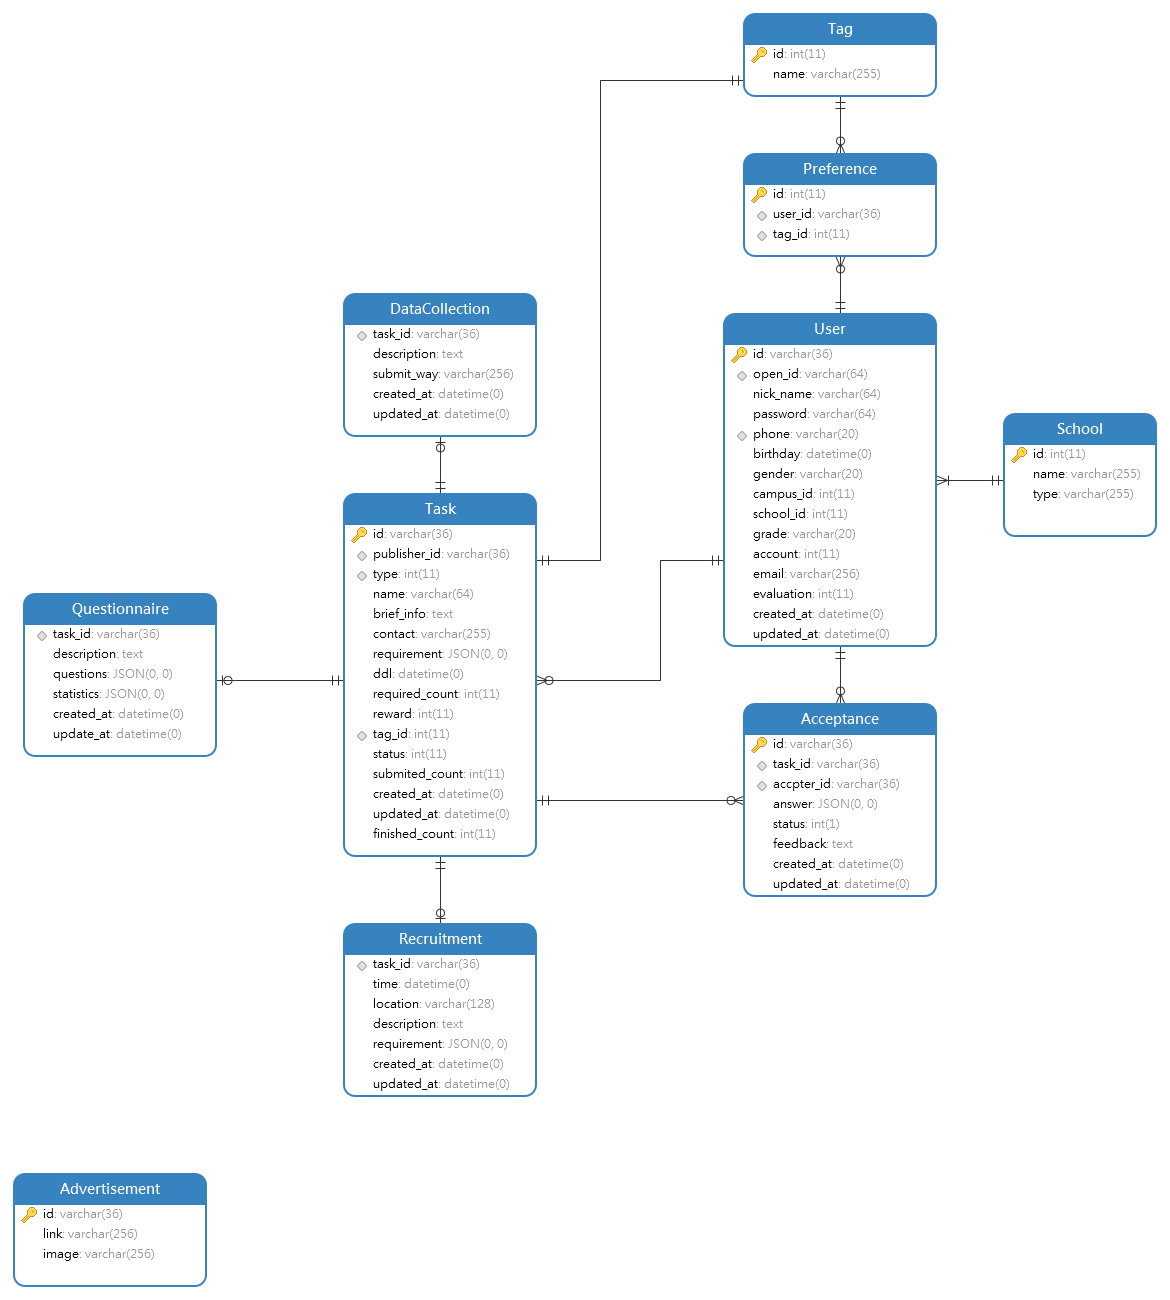 Tag
id: int(11)
name: varchar(255)
Preference
id: int(11)
user_id: varchar(36)
tag_id: int(11)
DataCollection
task_id: varchar(36)
description: text
submit_way: varchar(256)
created_at: datetime(0)
updated_at: datetime(0)
User
id: varchar(36)
open_id: varchar(64)
nick_name: varchar(64)
password: varchar(64)
phone: varchar(20)
birthday: datetime(0)
gender: varchar(20)
campus_id: int(11)
school_id: int(11)
grade: varchar(20)
account: int(11)
email: varchar(256)
evaluation: int(11)
created_at: datetime(0)
updated_at: datetime(0)
School
id: int(11)
name: varchar(255)
type: varchar(255)
Task
id: varchar(36)
publisher_id: varchar(36)
type: int(11)
name: varchar(64)
brief_info: text
contact: varchar(255)
requirement: JSON(0, 0)
ddl: datetime(0)
required_count: int(11)
reward: int(11)
tag_id: int(11)
status: int(11)
submited_count: int(11)
created_at: datetime(0)
updated_at: datetime(0)
finished_count: int(11)
Questionnaire
task_id: varchar(36)
description: text
questions: JSON(0, 0)
statistics: JSON(0, 0)
created_at: datetime(0)
update_at: datetime(0)
Acceptance
id: varchar(36)
task_id: varchar(36)
accpter_id: varchar(36)
answer: JSON(0, 0)
status: int(1)
feedback: text
created_at: datetime(0)
updated_at: datetime(0)
Recruitment
task_id: varchar(36)
time: datetime(0)
location: varchar(128)
description: text
requirement: JSON(0, 0)
created_at: datetime(0)
updated_at: datetime(0)
Advertisement
id: varchar(36)
link: varchar(256)
image: varchar(256)